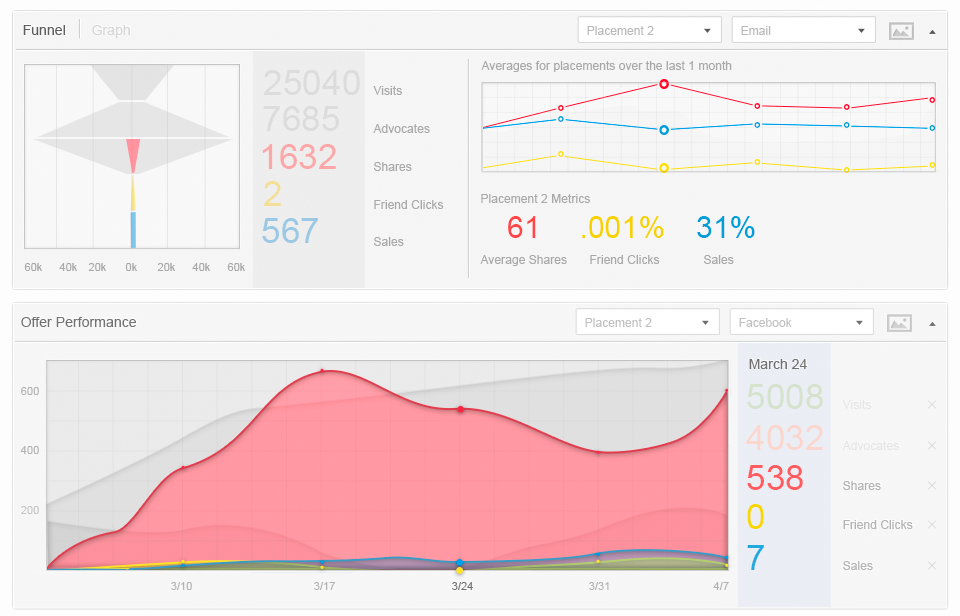 Funnel Graph Placement 2 Email
25040 Visits
7685 Advocates
1632 Shares
2 Friend Clicks
567 Sales
60k 40k 20k 0k 20k 40k 60k
Averages for placements over the last 1 month
Placement 2 Metrics
61 .001% 31%
Average Shares Friend Clicks Sales
Offer Performance Placement 2 Facebook
600
400
200
3/10 3/17 3/24 3/31 4/7
March 24
5008 Visits ×
4032 Advocates ×
538 Shares ×
0 Friend Clicks ×
7 Sales ×